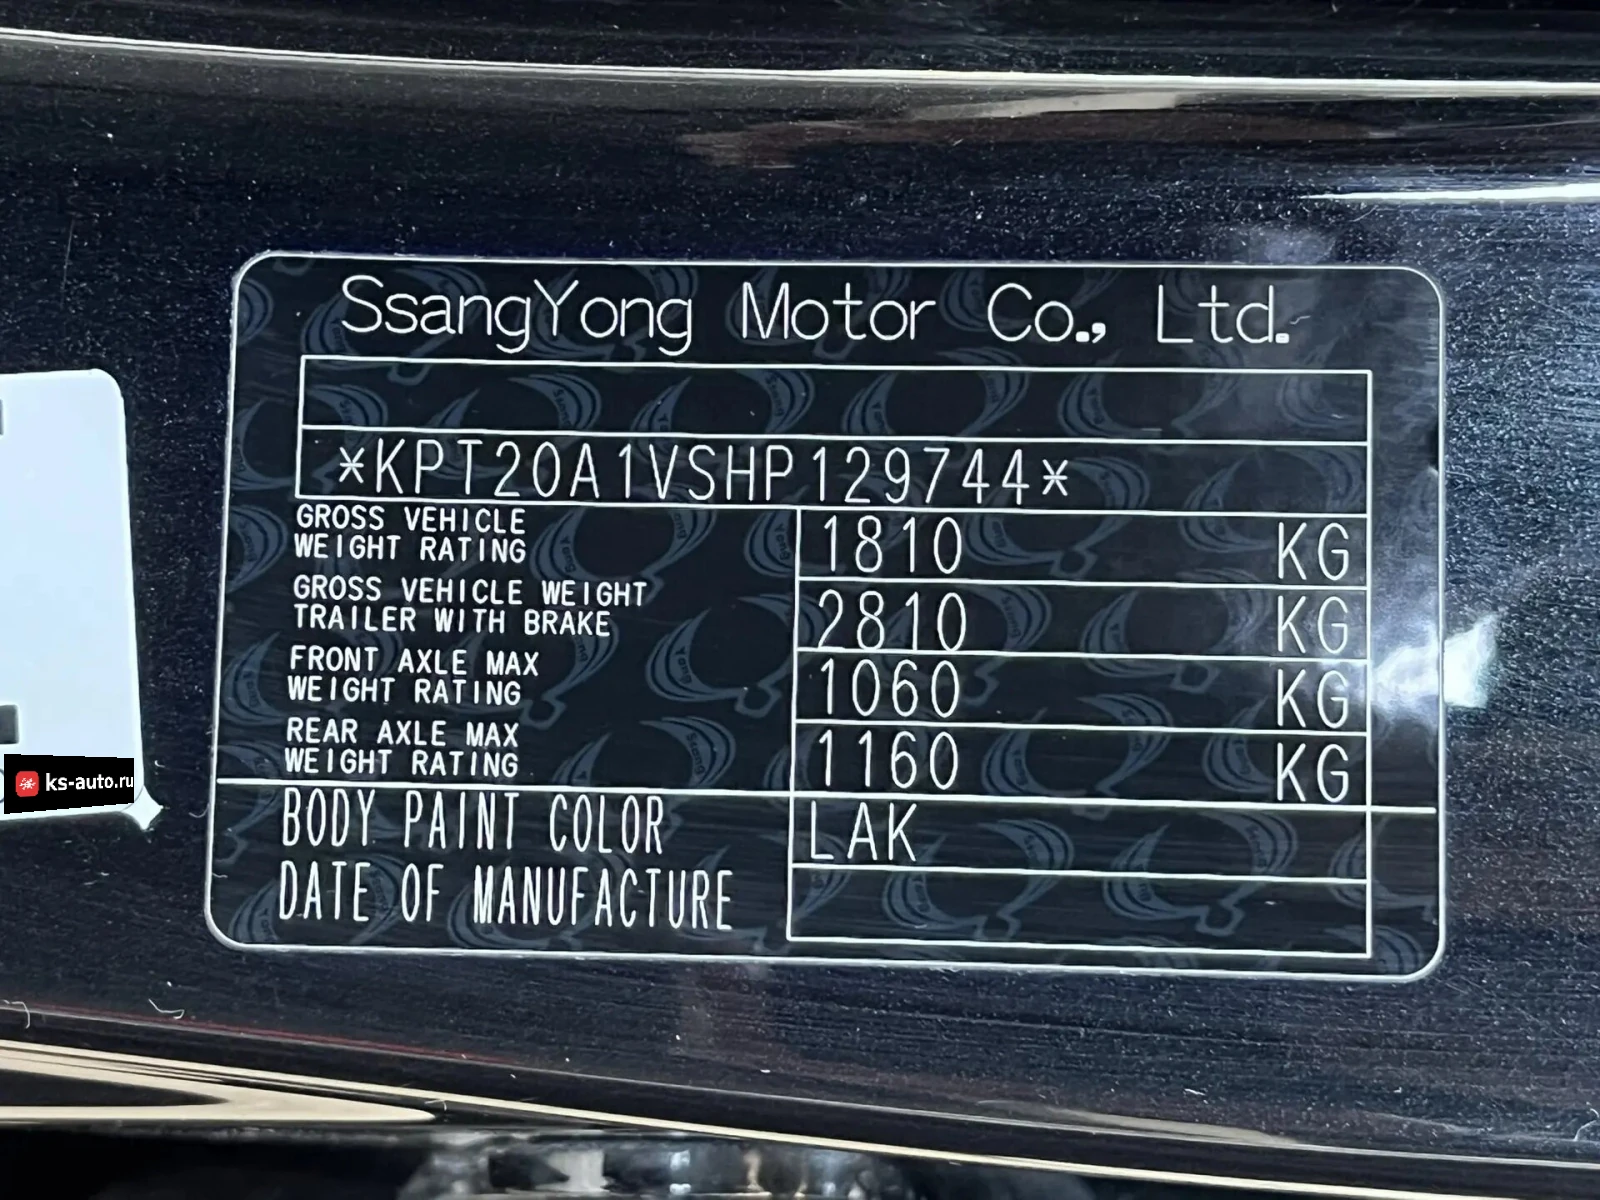 SsangYong Motor Co., Ltd.
*KPT20A1VSHP129744*
GROSS VEHICLE
WEIGHT RATING
1810 KG
GROSS VEHICLE WEIGHT
TRAILER WITH BRAKE
2810 KG
FRONT AXLE MAX
WEIGHT RATING
1060 KG
REAR AXLE MAX
WEIGHT RATING
1160 KG
BODY PAINT COLOR
LAK
DATE OF MANUFACTURE
ks-auto.ru